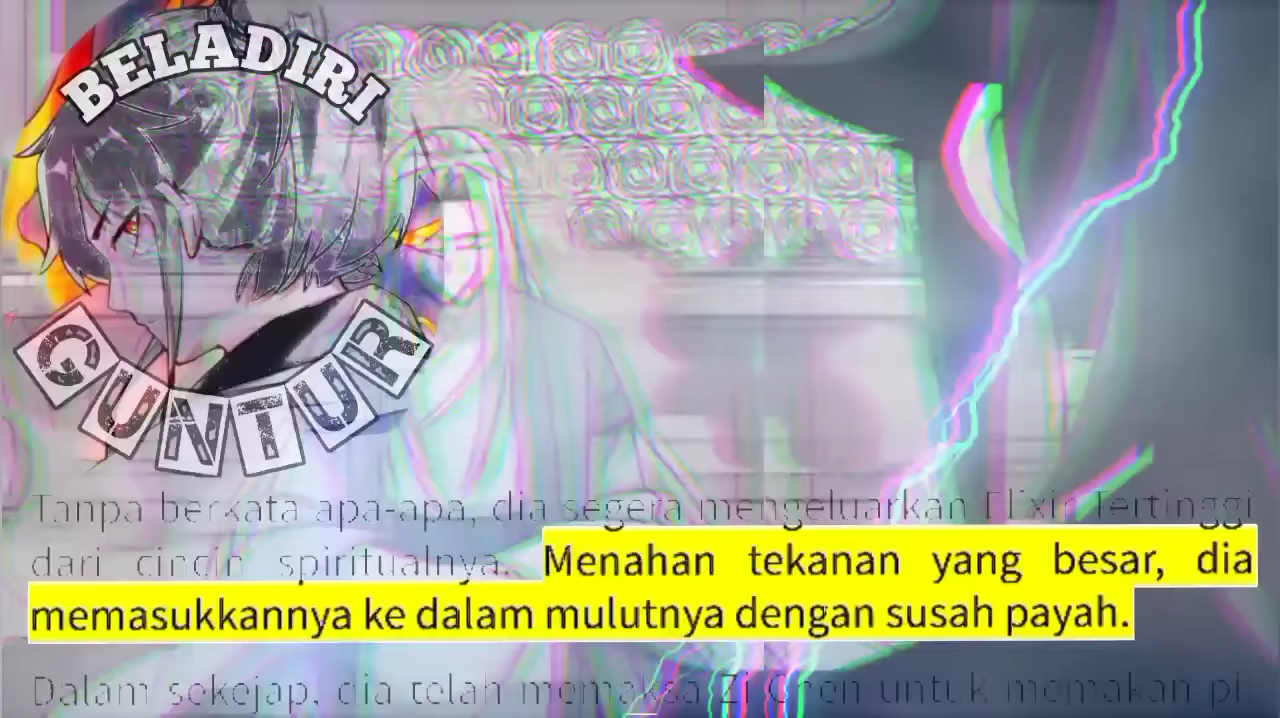 BELADIRI
GUNTUR
Tanpa berkata apa-apa, dia segera mengeluarkan Elixir Tertinggi
dari cincin spiritualnya. Menahan tekanan yang besar, dia
memasukkannya ke dalam mulutnya dengan susah payah.
Dalam sekejap, dia telah memaksa Zi Chen untuk memakan